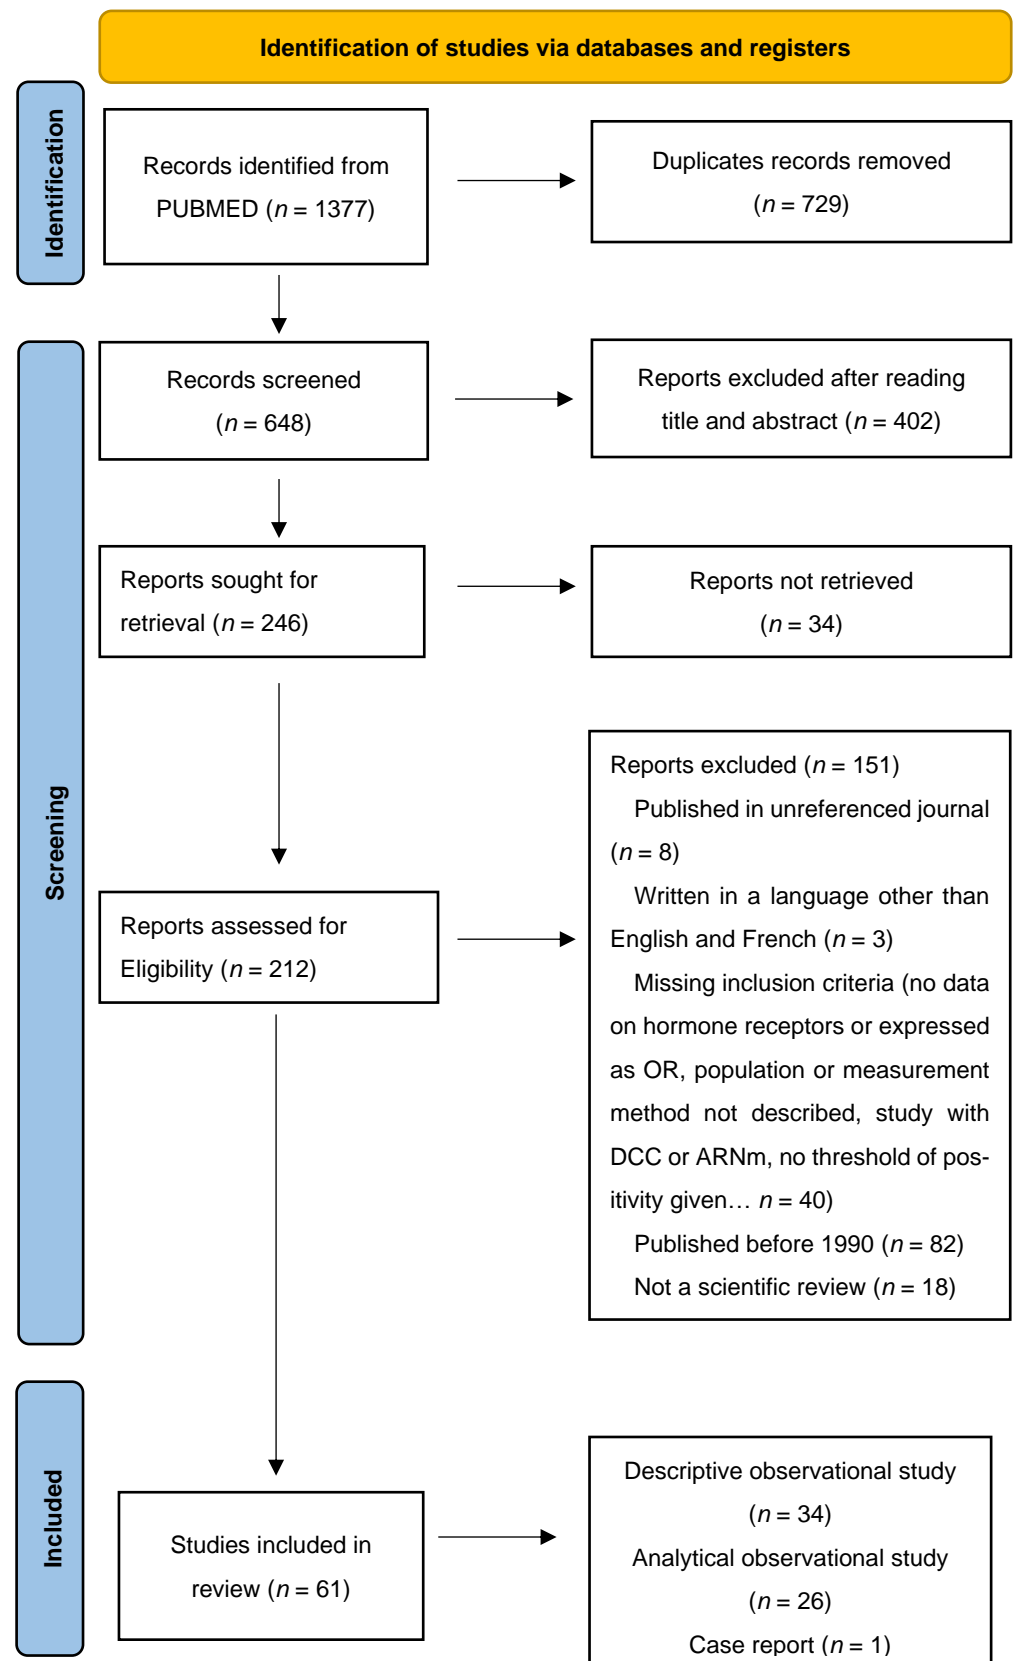 Identification of studies via databases and registers
Identification
Records identified from
PUBMED (n = 1377)
Duplicates records removed
(n = 729)
Screening
Records screened
(n = 648)
Reports excluded after reading
title and abstract (n = 402)
Reports sought for
retrieval (n = 246)
Reports not retrieved
(n = 34)
Reports assessed for
Eligibility (n = 212)
Reports excluded (n = 151)
Published in unreferenced journal
(n = 8)
Written in a language other than
English and French (n = 3)
Missing inclusion criteria (no data
on hormone receptors or expressed
as OR, population or measurement
method not described, study with
DCC or ARNm, no threshold of pos-
itivity given… n = 40)
Published before 1990 (n = 82)
Not a scientific review (n = 18)
Included
Studies included in
review (n = 61)
Descriptive observational study
(n = 34)
Analytical observational study
(n = 26)
Case report (n = 1)